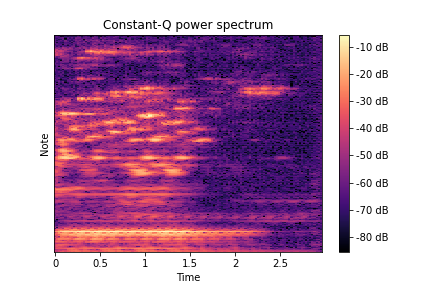 Constant-Q power spectrum
Note
0
0.5
1
1.5
2
2.5
Time
-10 dB
-20 dB
-30 dB
-40 dB
-50 dB
-60 dB
-70 dB
-80 dB